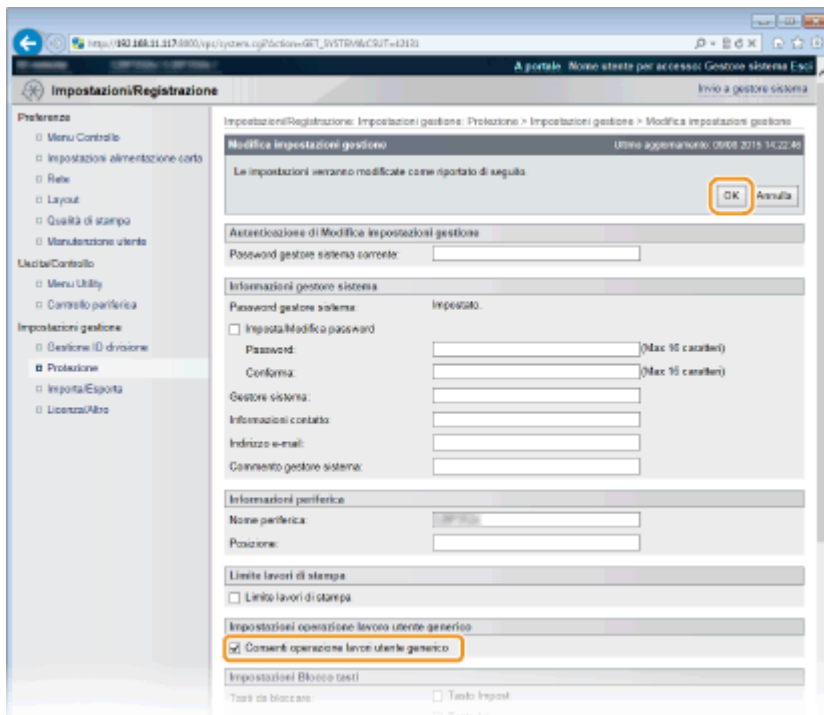 A portale Nome utente per accesso: Gestore sistema Esci
Impostazioni/Registrazione
Invio a gestore sistema
Preferenze
Menu Controllo
Impostazioni alimentazione carta
Rete
Layout
Qualità di stampa
Manutenzione utente
Uscita/Controllo
Menu Utility
Controllo periferica
Impostazioni gestione
Gestione ID divisione
Protezione
Importa/Esporta
Licenza/Altro
Impostazioni/Registrazione: Impostazioni gestione: Protezione > Impostazioni gestione > Modifica impostazioni gestione
Modifica impostazioni gestione
Ultimo aggiornamento:
Le impostazioni verranno modificate come riportato di seguito.
OK
Annulla
Autenticazione di Modifica impostazioni gestione
Password gestore sistema corrente:
Informazioni gestore sistema
Password gestore sistema: Impostato.
Imposta/Modifica password
Password: (Max 16 caratteri)
Conferma: (Max 16 caratteri)
Gestore sistema:
Informazioni contatto:
Indirizzo e-mail:
Commento gestore sistema:
Informazioni periferica
Nome periferica:
Posizione:
Limite lavori di stampa
Limite lavori di stampa
Impostazioni operazione lavoro utente generico
Consenti operazione lavori utente generico
Impostazioni Blocco tasti
Tasti da bloccare: Tasto Impost